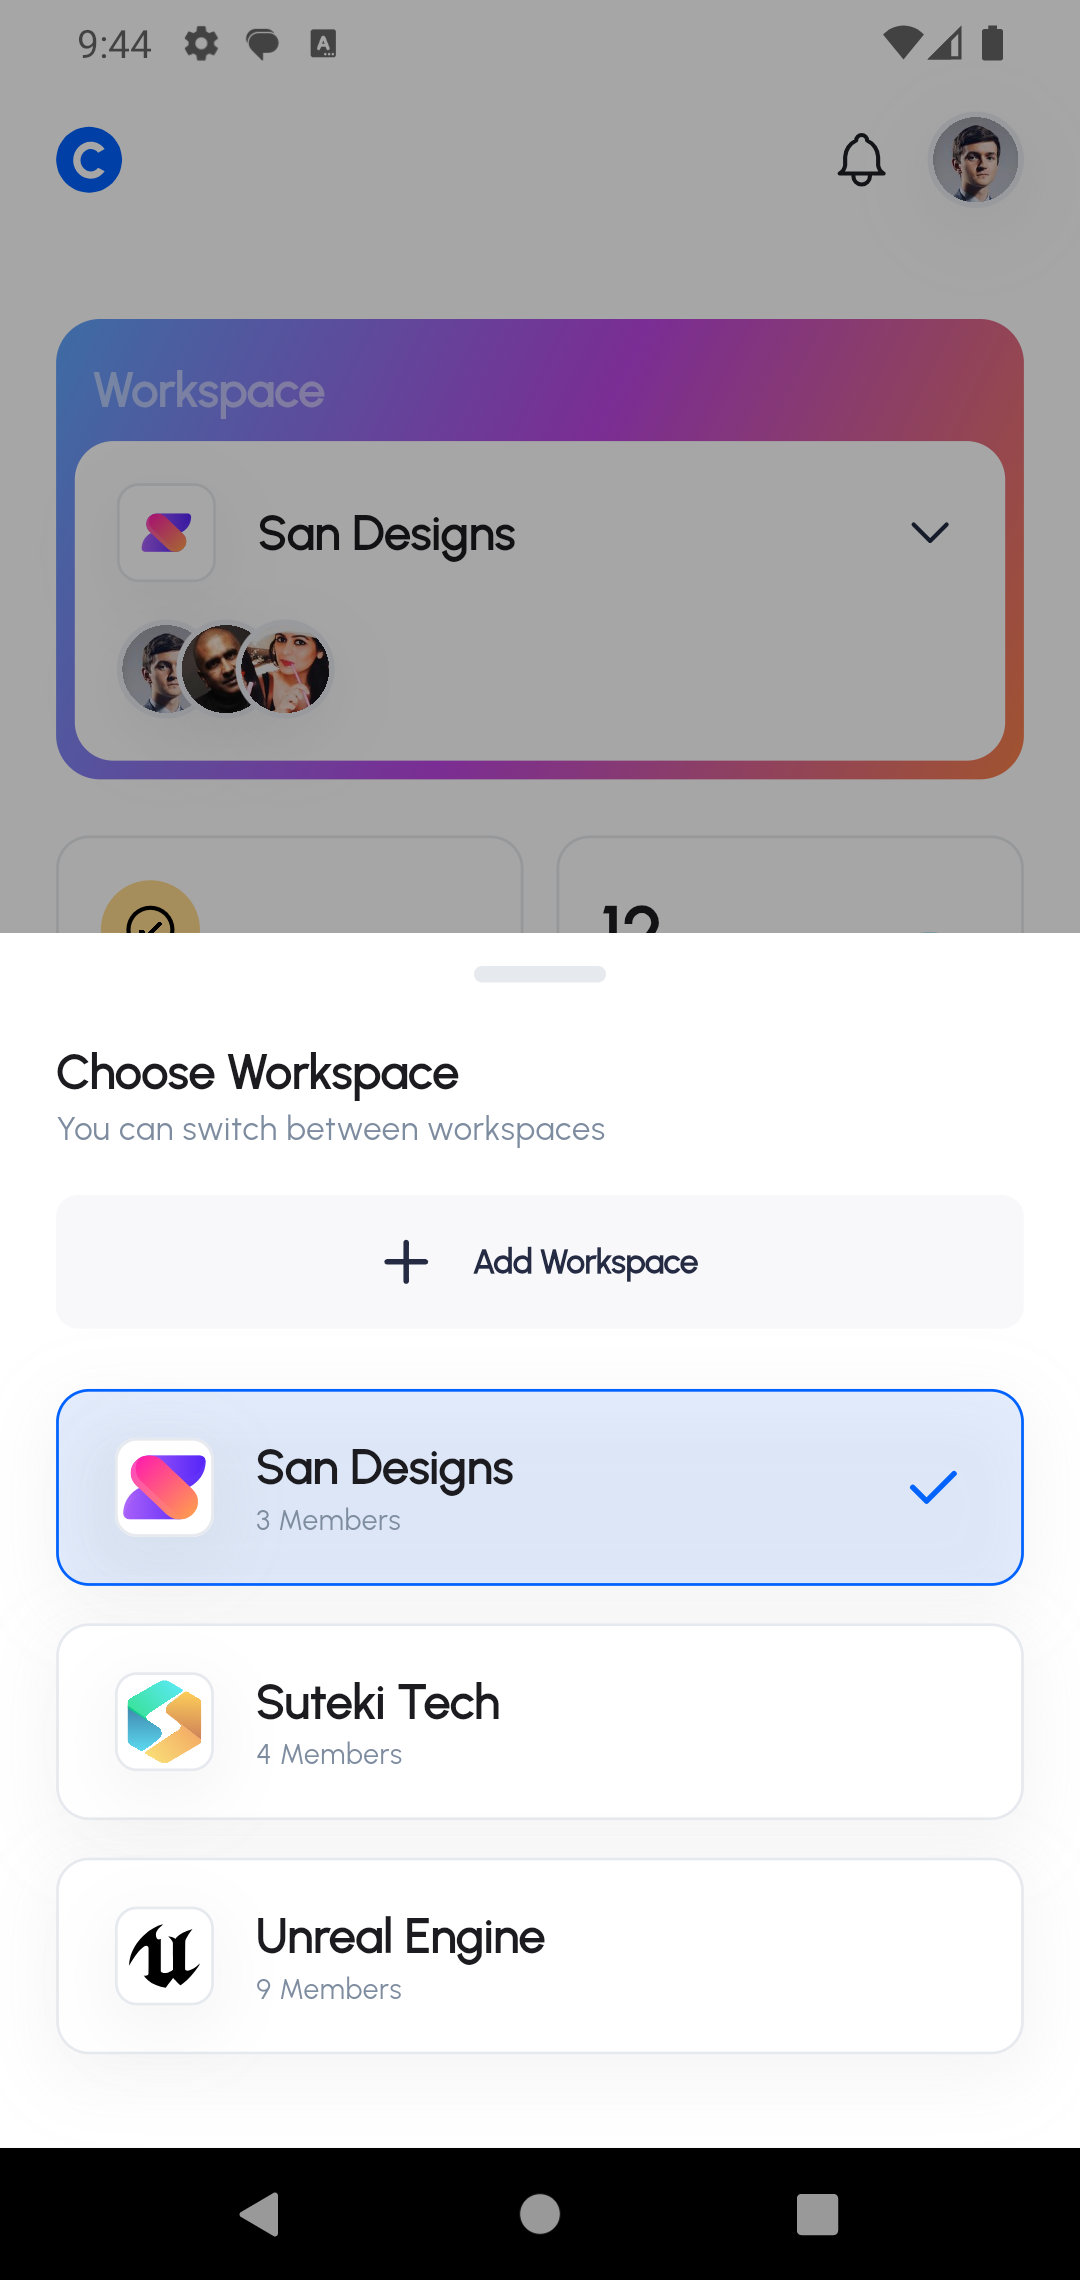 9:44
C
Workspace
San Designs
12
Choose Workspace
You can switch between workspaces
Add Workspace
San Designs
3 Members
Suteki Tech
4 Members
Unreal Engine
9 Members